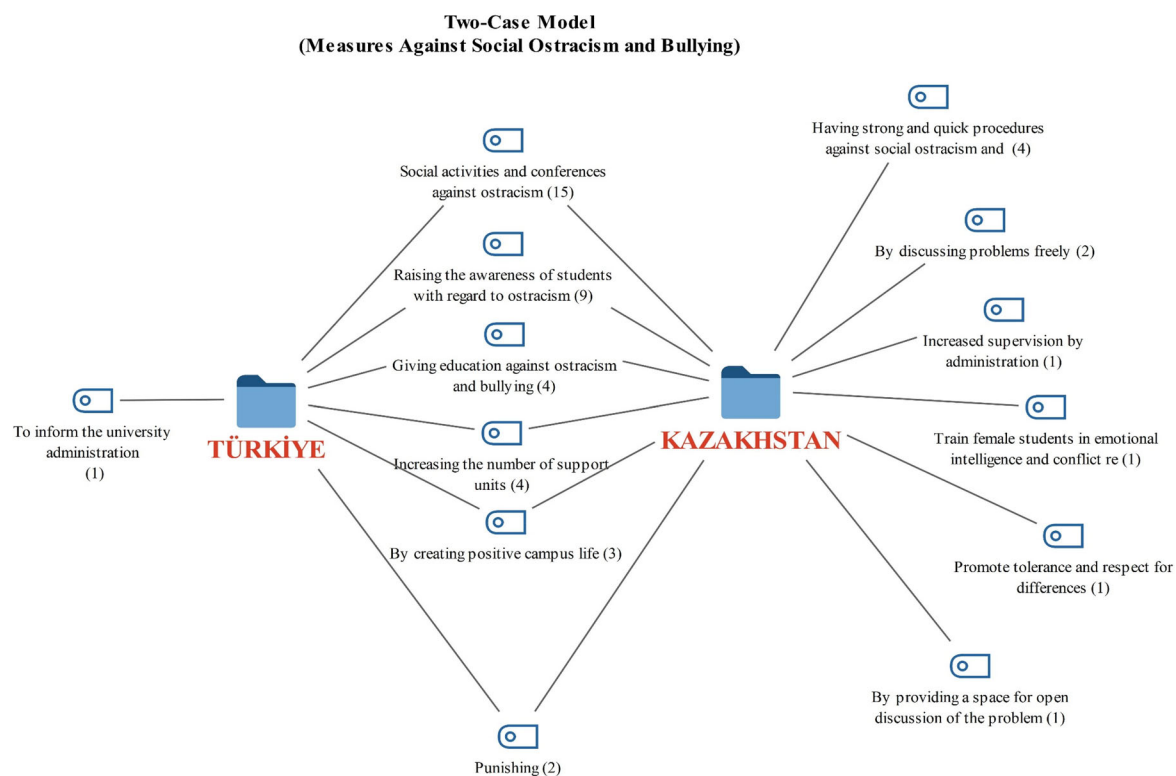 Two-Case Model
(Measures Against Social Ostracism and Bullying)
Having strong and quick procedures
against social ostracism and (4)
Social activities and conferences
against ostracism (15)
By discussing problems freely (2)
Raising the awareness of students
with regard to ostracism (9)
Increased supervision by
administration (1)
Giving education against ostracism
and bullying (4)
To inform the university
administration
(1)
TÜRKİYE
KAZAKHSTAN
Increasing the number of support
units (4)
Train female students in emotional
intelligence and conflict re (1)
By creating positive campus life (3)
Promote tolerance and respect for
differences (1)
By providing a space for open
discussion of the problem (1)
Punishing (2)